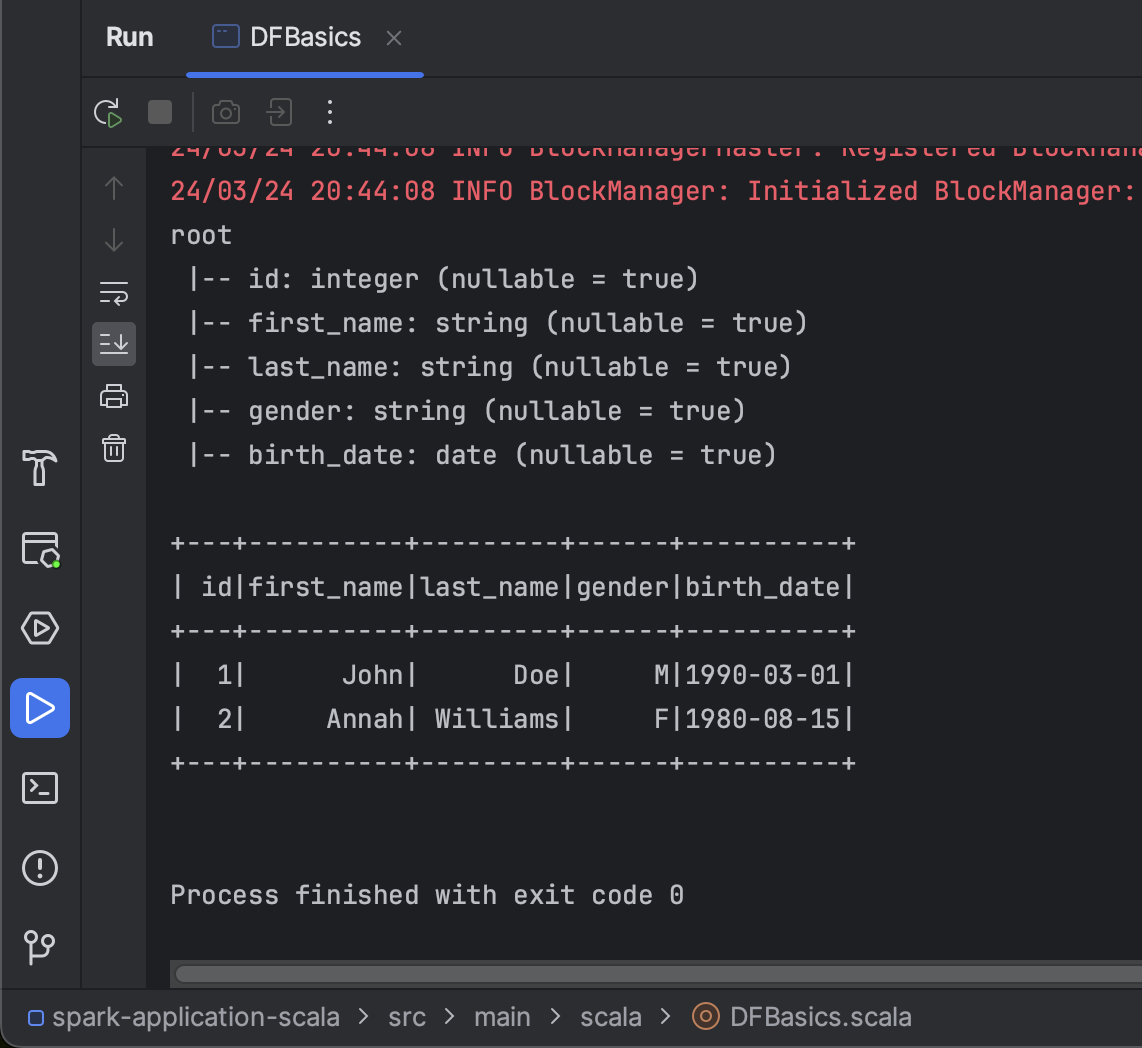 Run DFBasics
24/03/24 20:44:08 INFO BlockManager: Initialized BlockManager:
root
 |-- id: integer (nullable = true)
 |-- first_name: string (nullable = true)
 |-- last_name: string (nullable = true)
 |-- gender: string (nullable = true)
 |-- birth_date: date (nullable = true)
+---+----------+---------+------+----------+
| id|first_name|last_name|gender|birth_date|
+---+----------+---------+------+----------+
|  1|      John|      Doe|     M|1990-03-01|
|  2|     Annah| Williams|     F|1980-08-15|
+---+----------+---------+------+----------+
Process finished with exit code 0
spark-application-scala > src > main > scala > DFBasics.scala